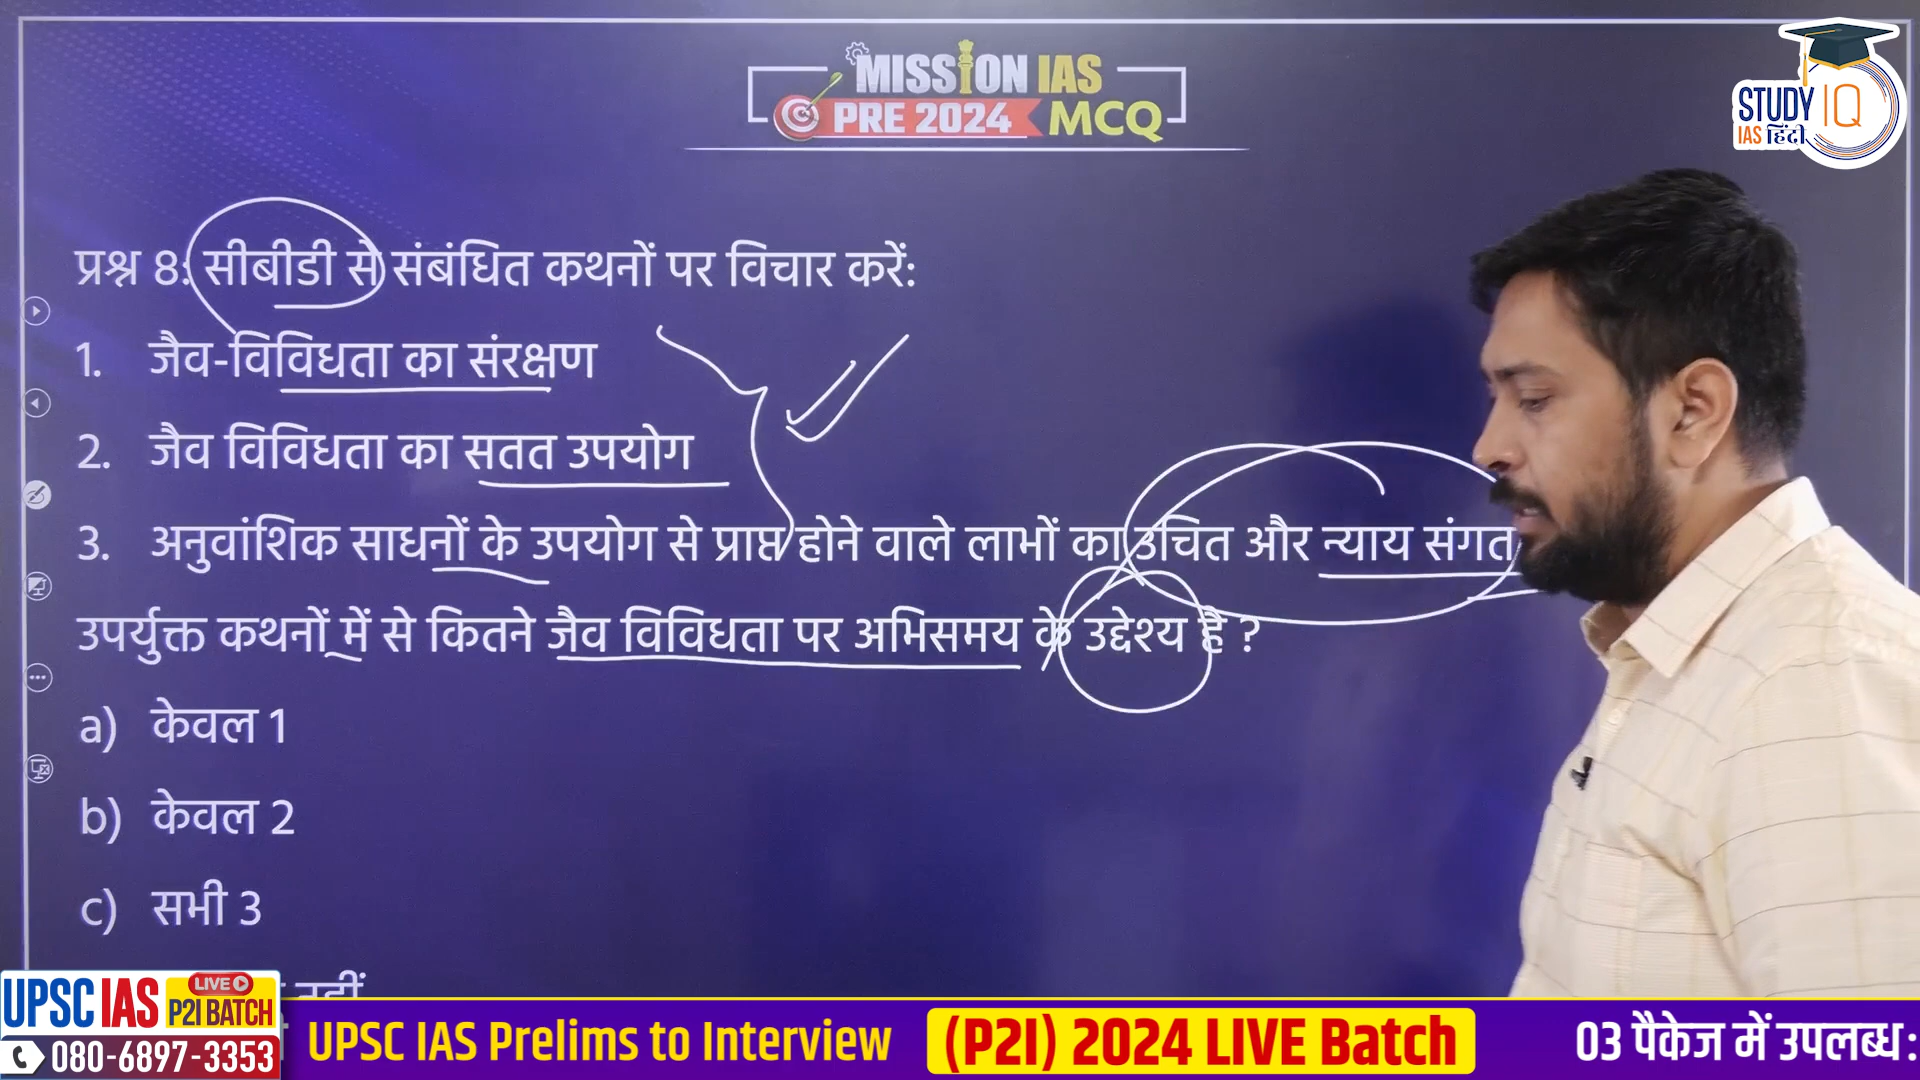 MISSION IAS
PRE 2024 MCQ
STUDY IQ
IAS हिंदी
प्रश्न 8: सीबीडी से संबंधित कथनों पर विचार करें:
1. जैव-विविधता का संरक्षण
2. जैव विविधता का सतत उपयोग
3. अनुवांशिक साधनों के उपयोग से प्राप्त होने वाले लाभों का उचित और न्याय संगत
उपर्युक्त कथनों में से कितने जैव विविधता पर अभिसमय के उद्देश्य है ?
a) केवल 1
b) केवल 2
c) सभी 3
नहीं
UPSC IAS LIVE P2I BATCH
080-6897-3353
UPSC IAS Prelims to Interview (P2I) 2024 LIVE Batch 03 पैकेज में उपलब्ध: